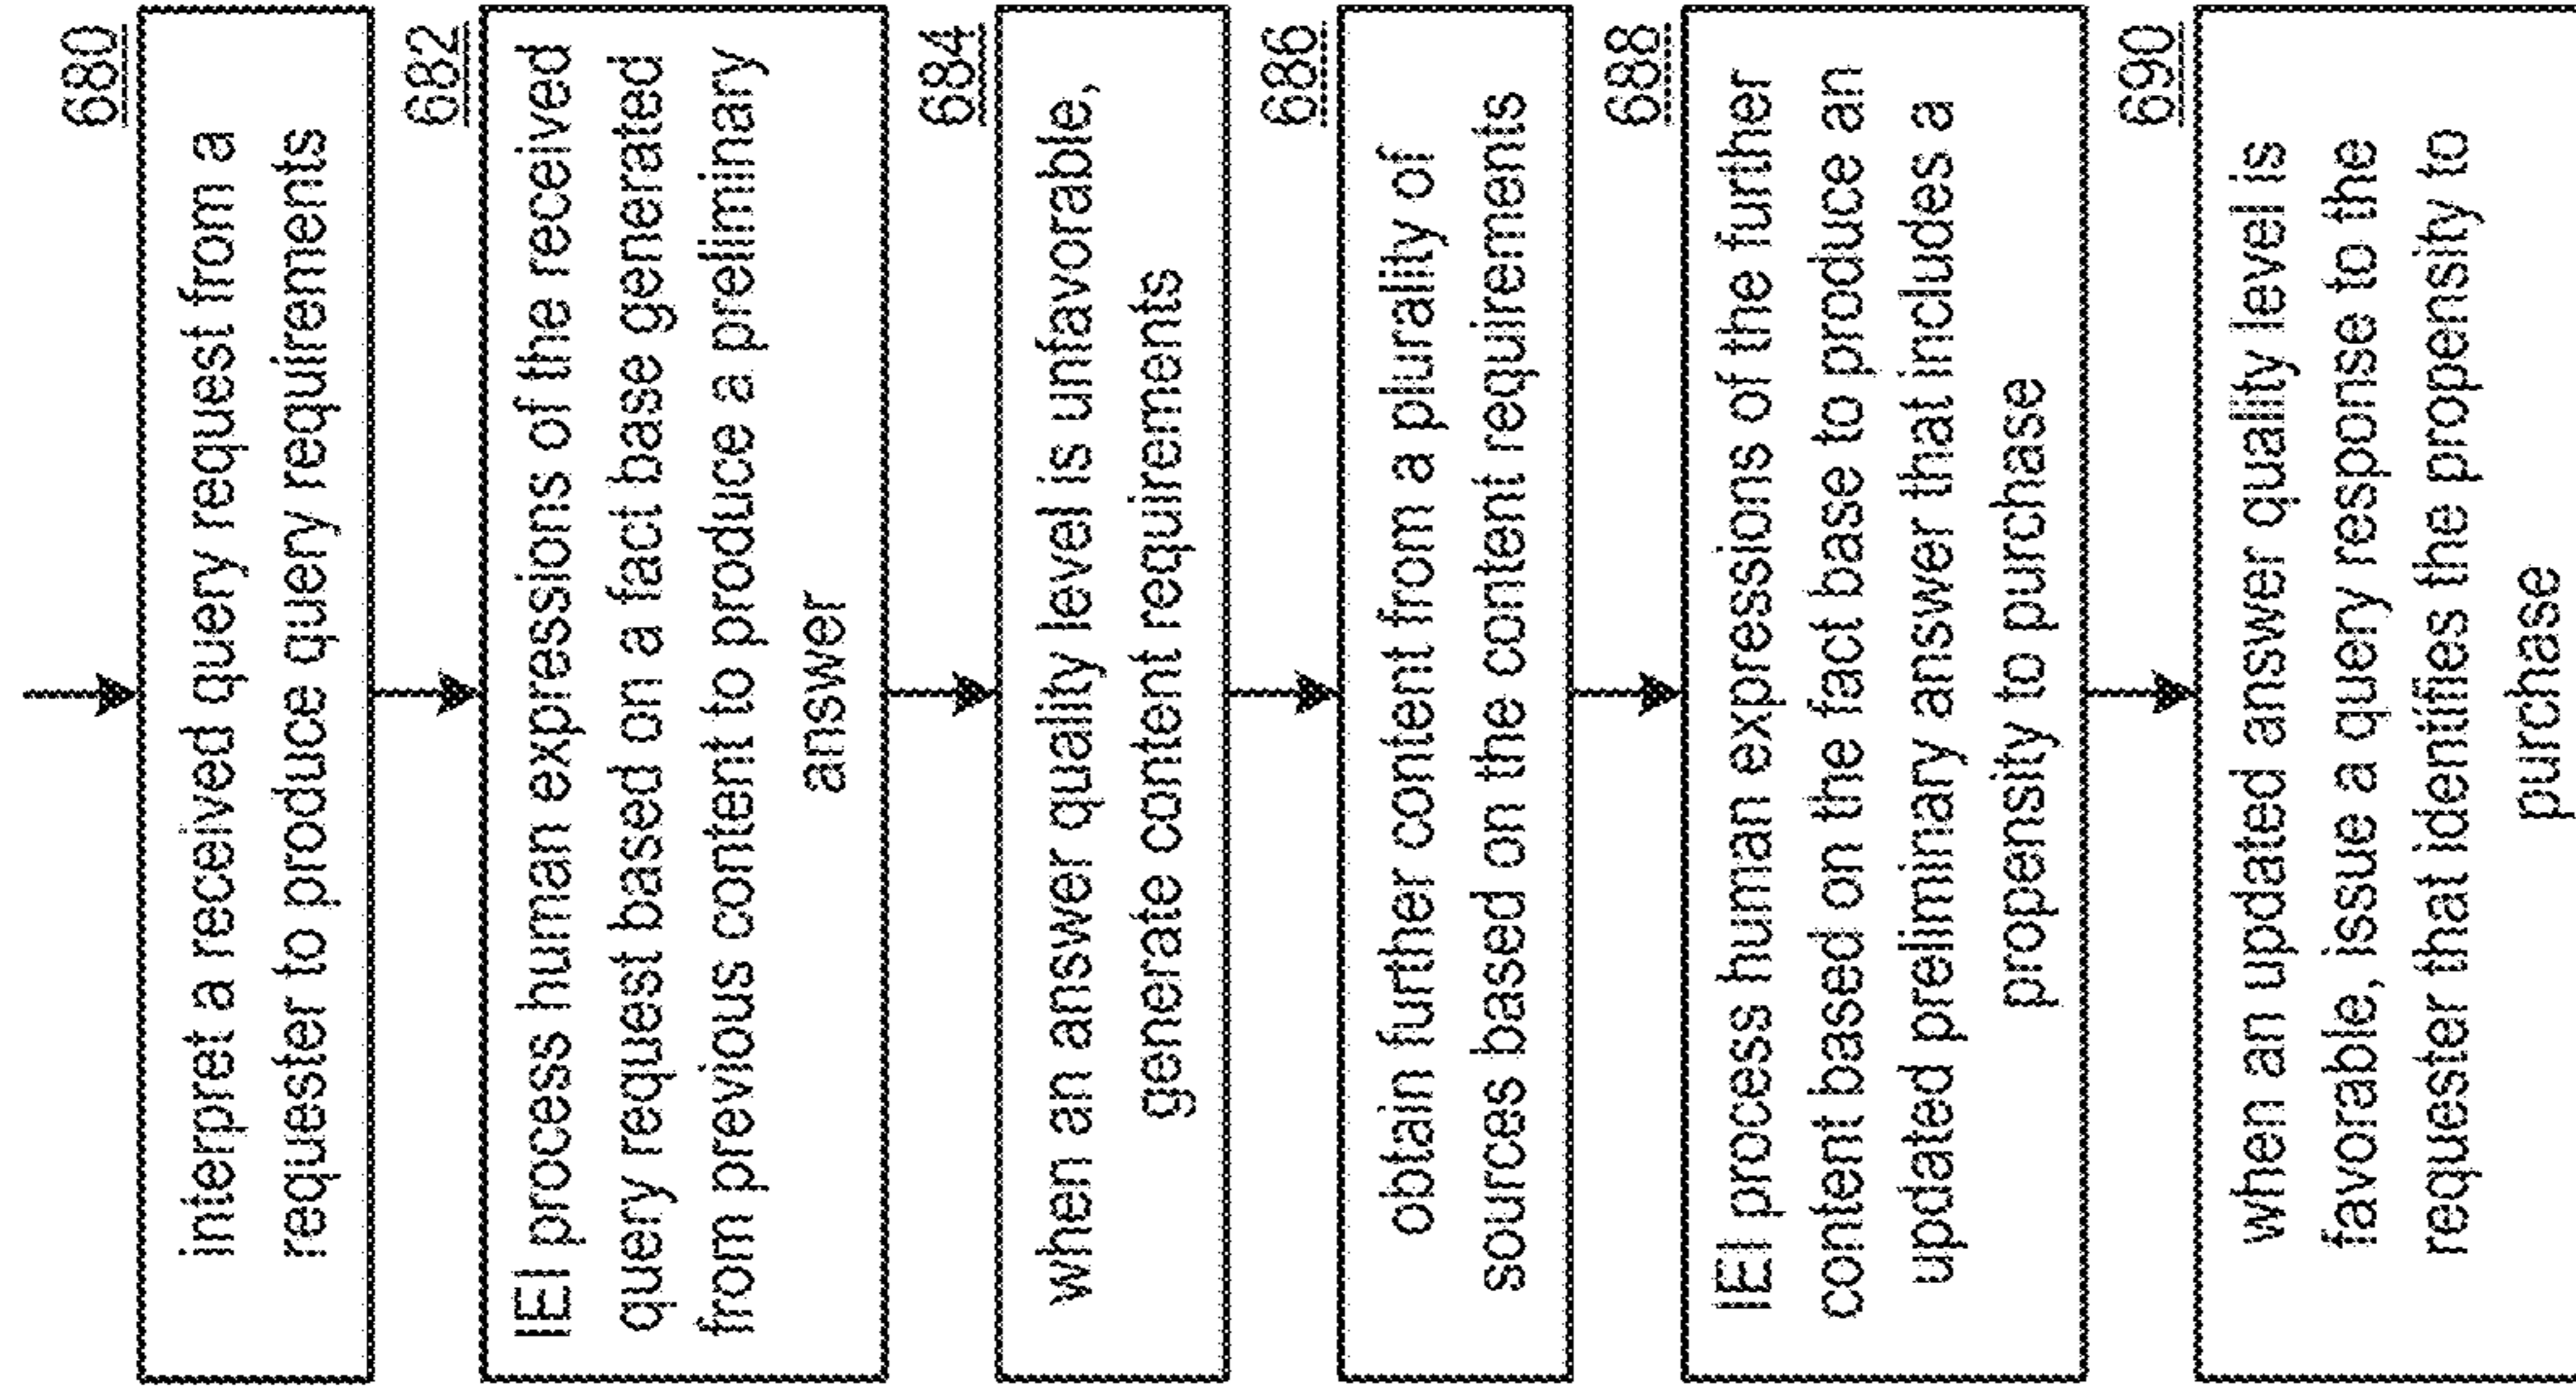 680
interpret a received query request from a
requester to produce query requirements
682
IEI process human expressions of the received
query request based on a fact base generated
from previous content to produce a preliminary
answer
684
when an answer quality level is unfavorable,
generate content requirements
686
obtain further content from a plurality of
sources based on the content requirements
688
IEI process human expressions of the further
content based on the fact base to produce an
updated preliminary answer that includes a
propensity to purchase
690
when an updated answer quality level is
favorable, issue a query response to the
requester that identifies the propensity to
purchase